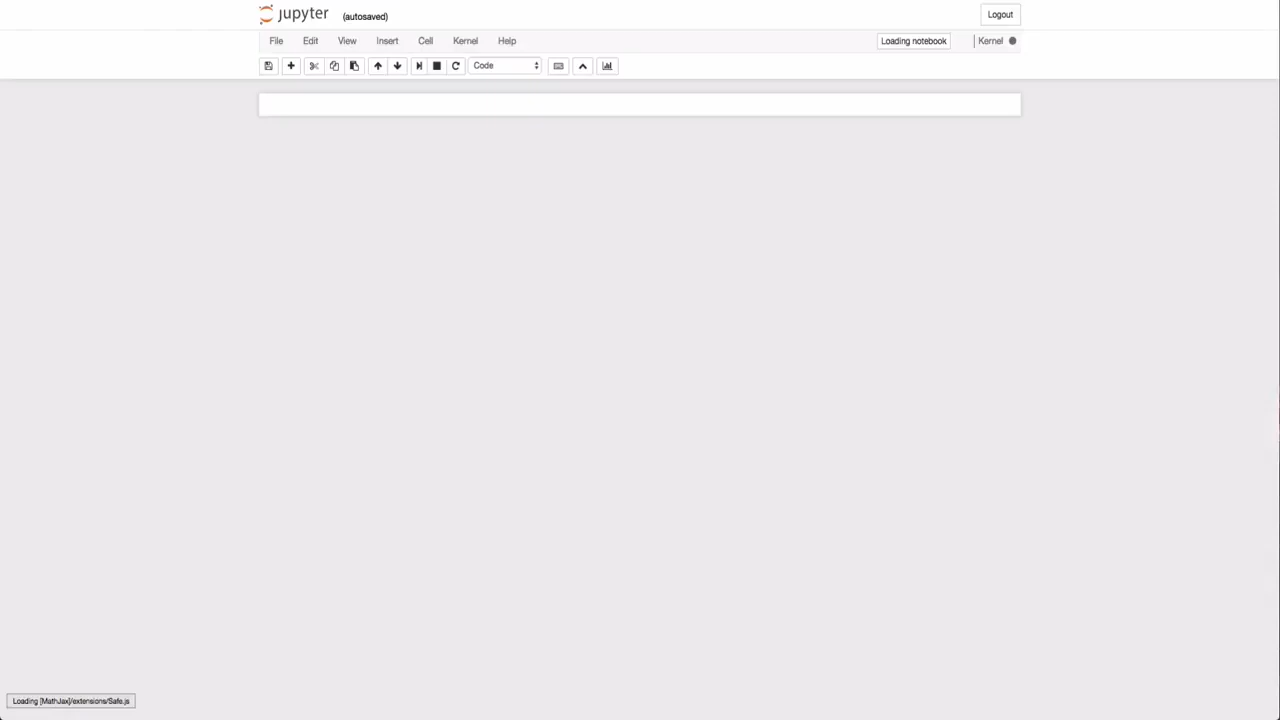 jupyter (autosaved)
Logout
File Edit View Insert Cell Kernel Help
Loading notebook
Kernel
Code
Loading [MathJax]/extensions/Safe.js